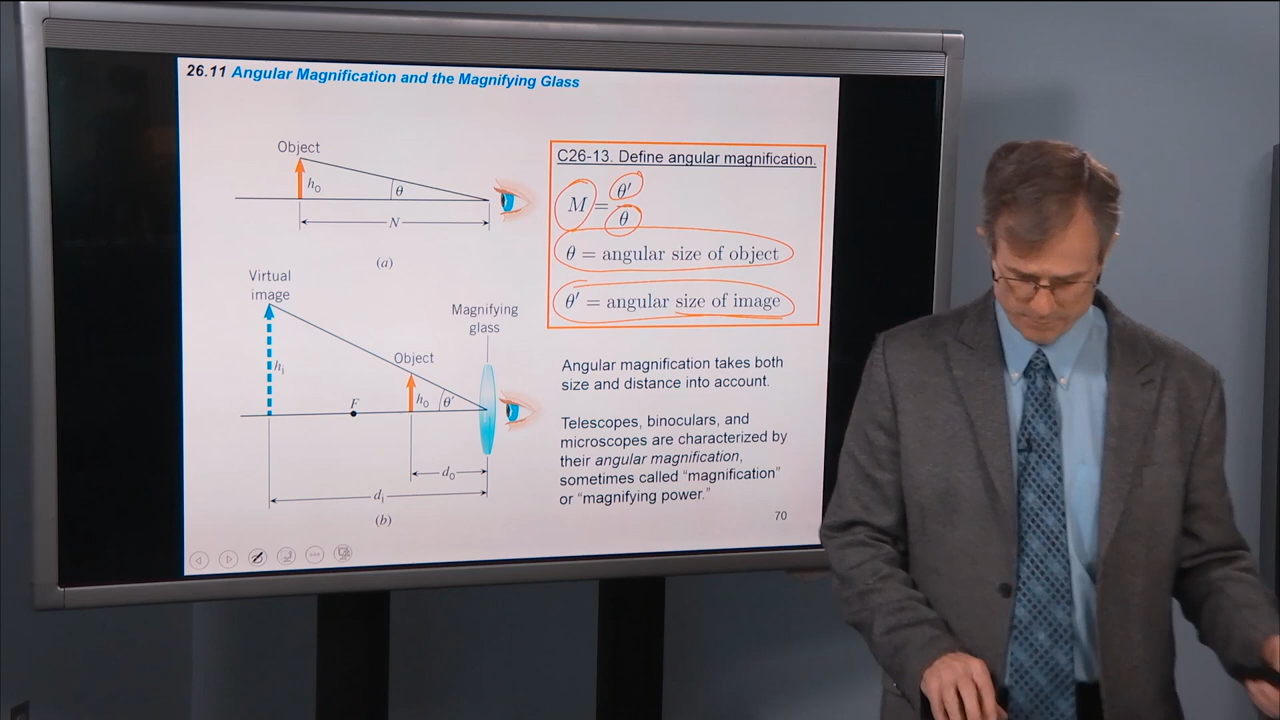 26.11 Angular Magnification and the Magnifying Glass
Object
h₀
θ
N
(a)
Virtual
image
hᵢ
F
Object
h₀
θ′
Magnifying
glass
d₀
dᵢ
(b)
C26-13. Define angular magnification.
M = θ′/θ
θ = angular size of object
θ′ = angular size of image
Angular magnification takes both
size and distance into account.
Telescopes, binoculars, and
microscopes are characterized by
their angular magnification,
sometimes called “magnification”
or “magnifying power.”
70